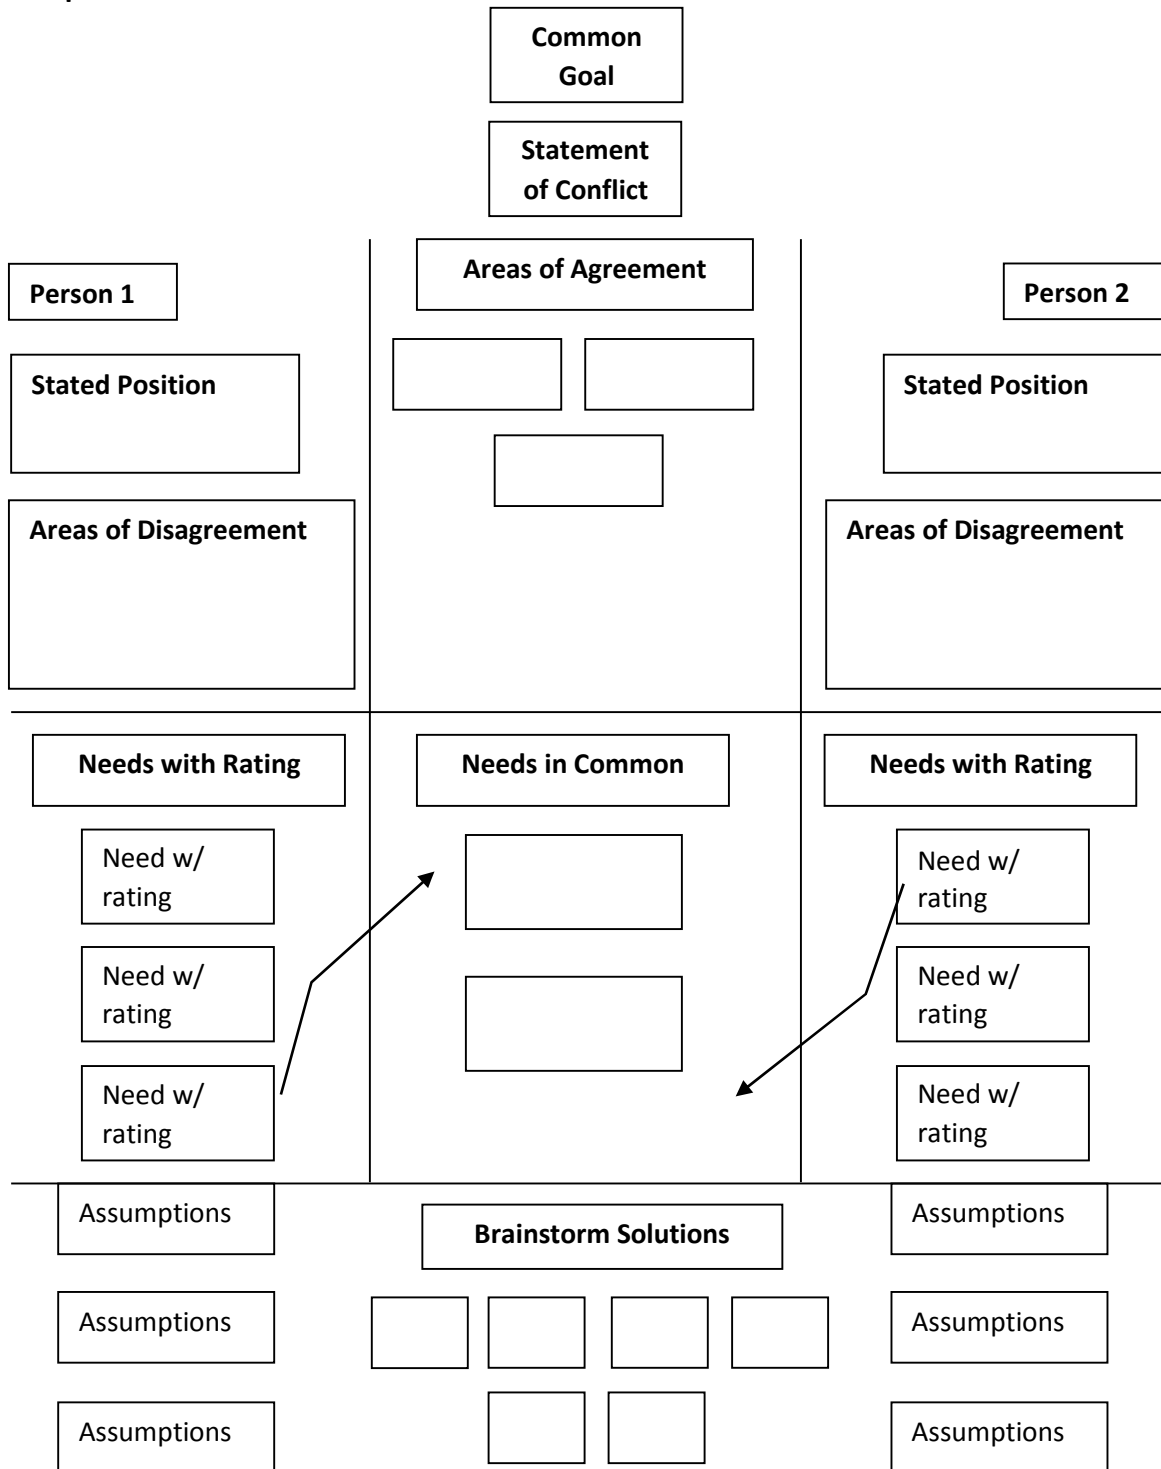 Common
Goal
Statement
of Conflict
Areas of Agreement
Person 1
Person 2
Stated Position
Stated Position
Areas of Disagreement
Areas of Disagreement
Needs with Rating
Needs in Common
Needs with Rating
Need w/
rating
Need w/
rating
Need w/
rating
Need w/
rating
Need w/
rating
Need w/
rating
Assumptions
Brainstorm Solutions
Assumptions
Assumptions
Assumptions
Assumptions
Assumptions